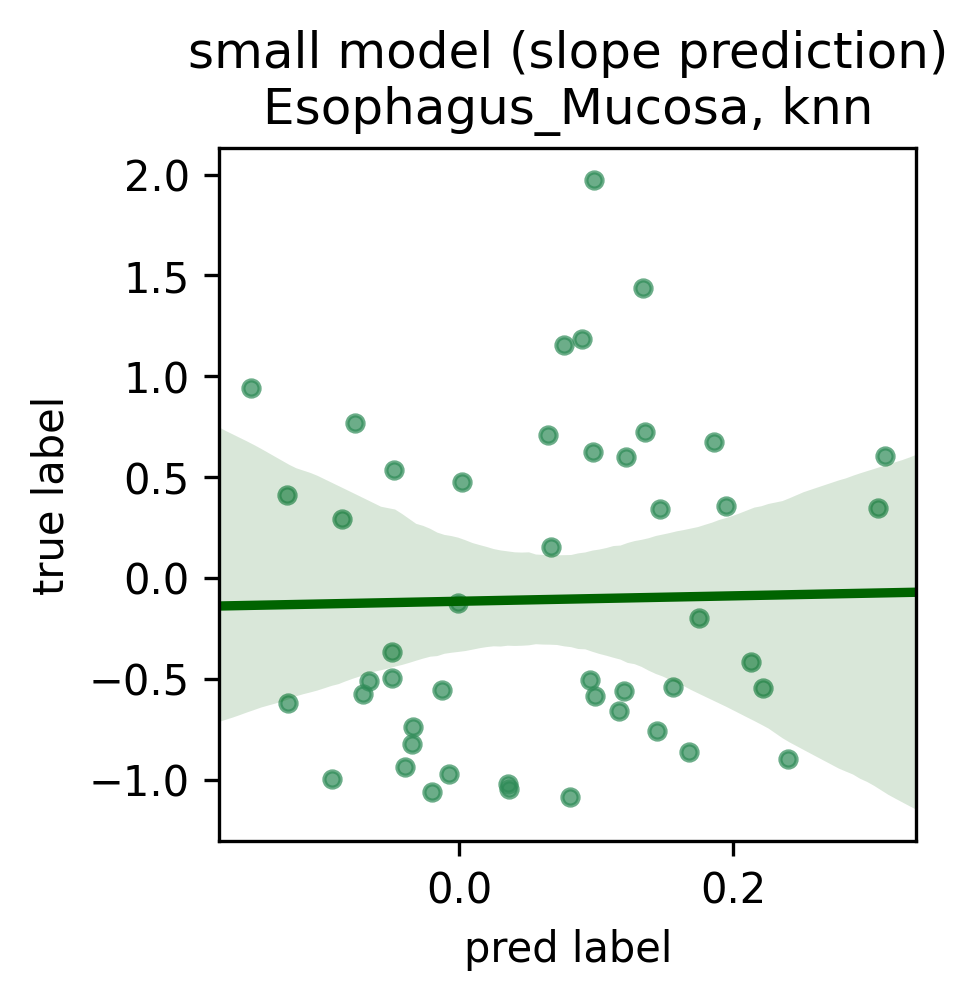 small model (slope prediction)
Esophagus_Mucosa, knn
2.0
1.5
1.0
0.5
0.0
−0.5
−1.0
true label
0.0 0.2
pred label